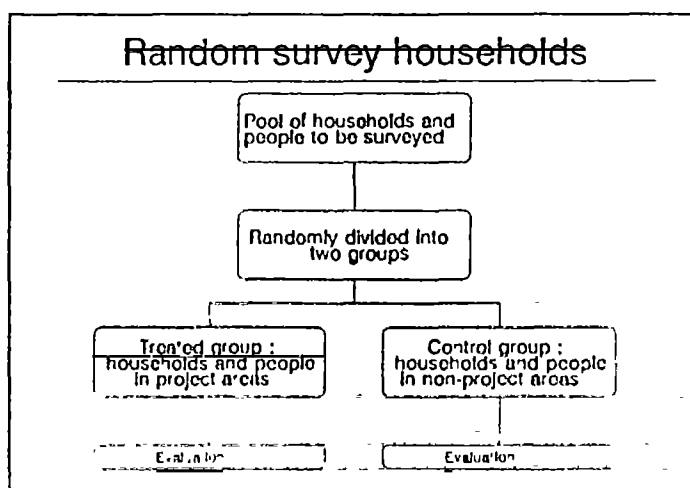 Random survey households
Pool of households and
people to be surveyed
Randomly divided into
two groups
Treated group :
households and people
in project areas
Control group :
households and people
in non-project areas
Evaluation
Evaluation